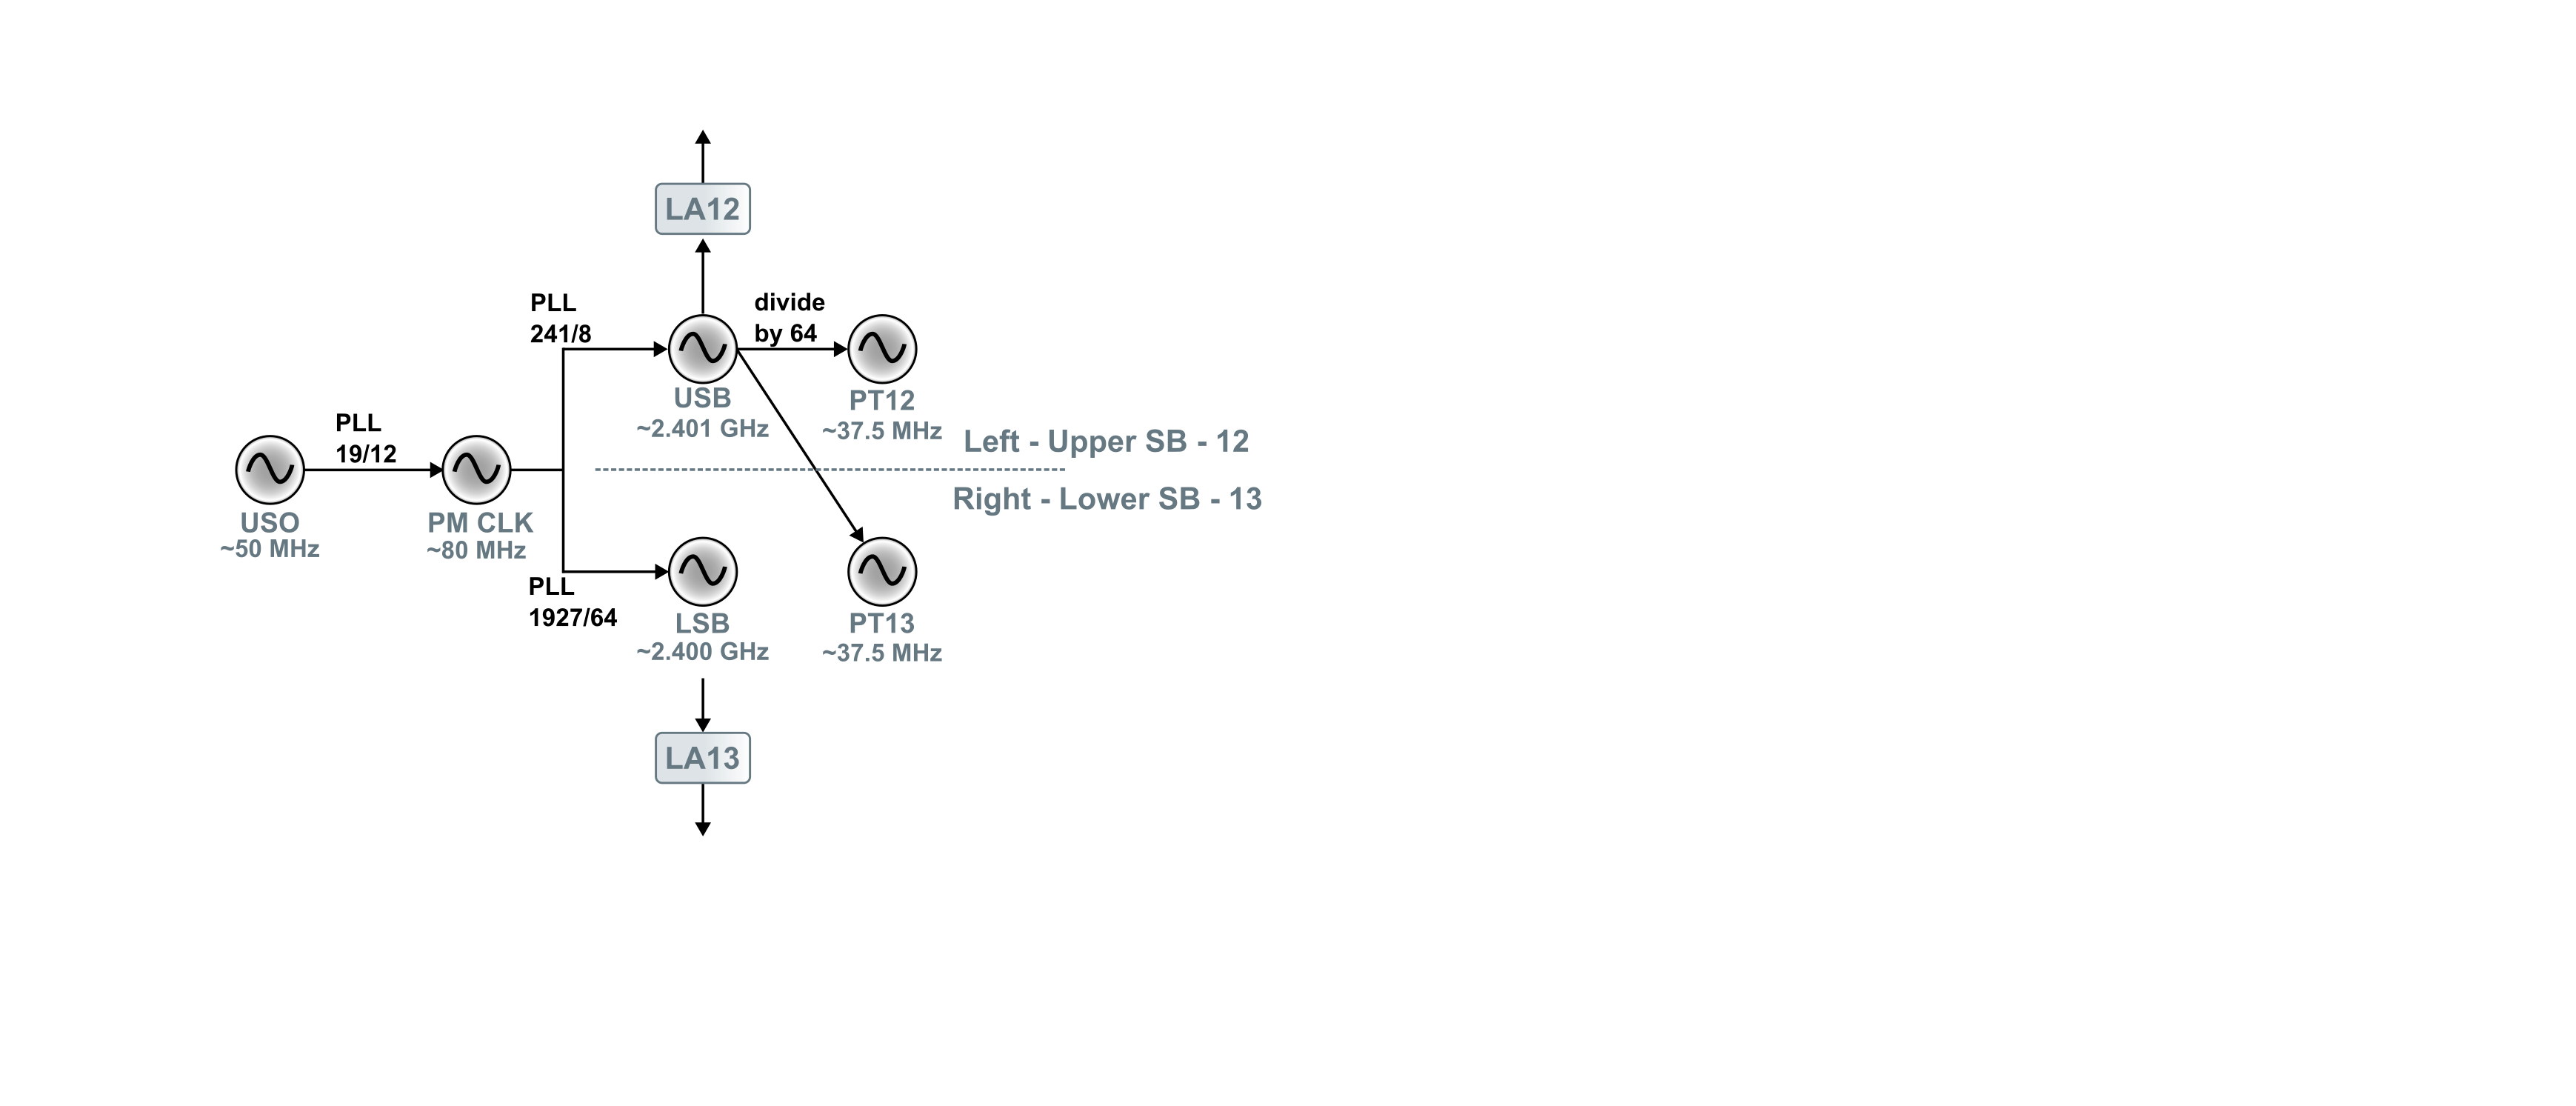 LA12
PLL
241/8
divide
by 64
USB
~2.401 GHz
PT12
~37.5 MHz
Left - Upper SB - 12
PLL
19/12
USO
~50 MHz
PM CLK
~80 MHz
Right - Lower SB - 13
PLL
1927/64
LSB
~2.400 GHz
PT13
~37.5 MHz
LA13